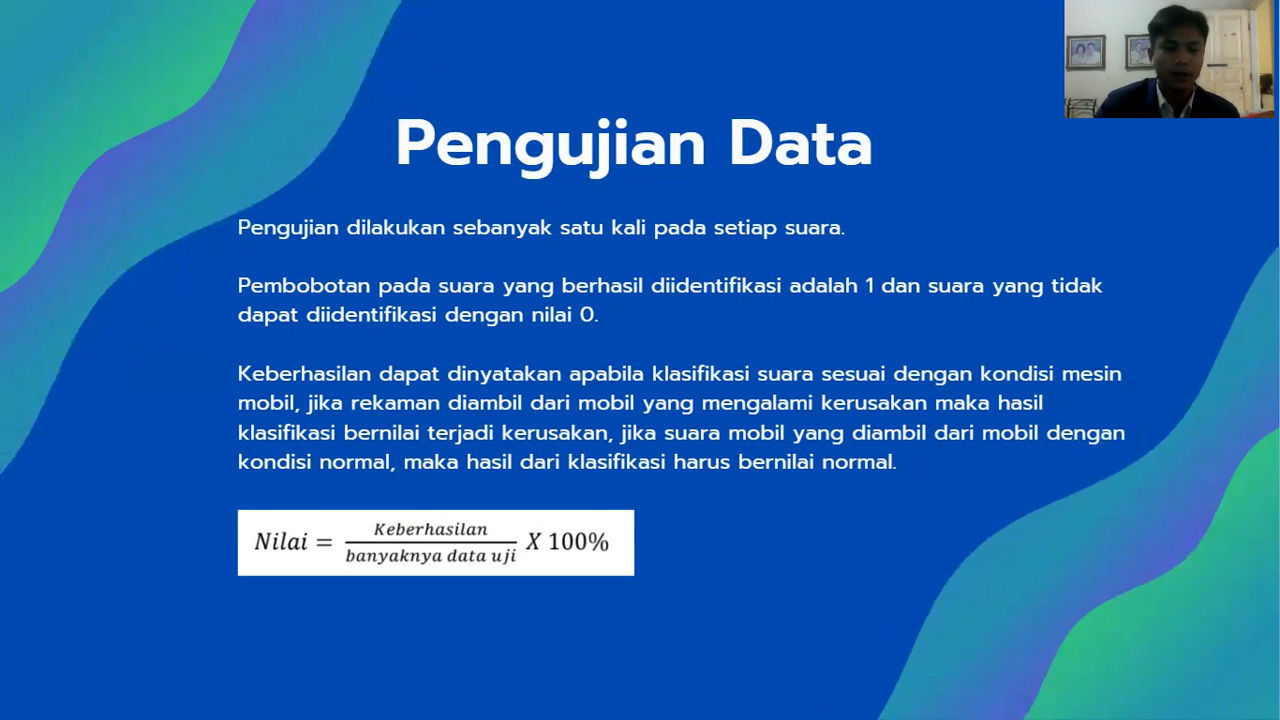 Pengujian Data
Pengujian dilakukan sebanyak satu kali pada setiap suara.
Pembobotan pada suara yang berhasil diidentifikasi adalah 1 dan suara yang tidak
dapat diidentifikasi dengan nilai 0.
Keberhasilan dapat dinyatakan apabila klasifikasi suara sesuai dengan kondisi mesin
mobil, jika rekaman diambil dari mobil yang mengalami kerusakan maka hasil
klasifikasi bernilai terjadi kerusakan, jika suara mobil yang diambil dari mobil dengan
kondisi normal, maka hasil dari klasifikasi harus bernilai normal.
Nilai = Keberhasilan / banyaknya data uji X 100%